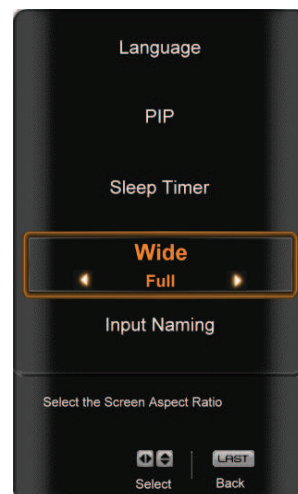 Language
PIP
Sleep Timer
Wide
Full
Input Naming
Select the Screen Aspect Ratio
LAST
Select Back